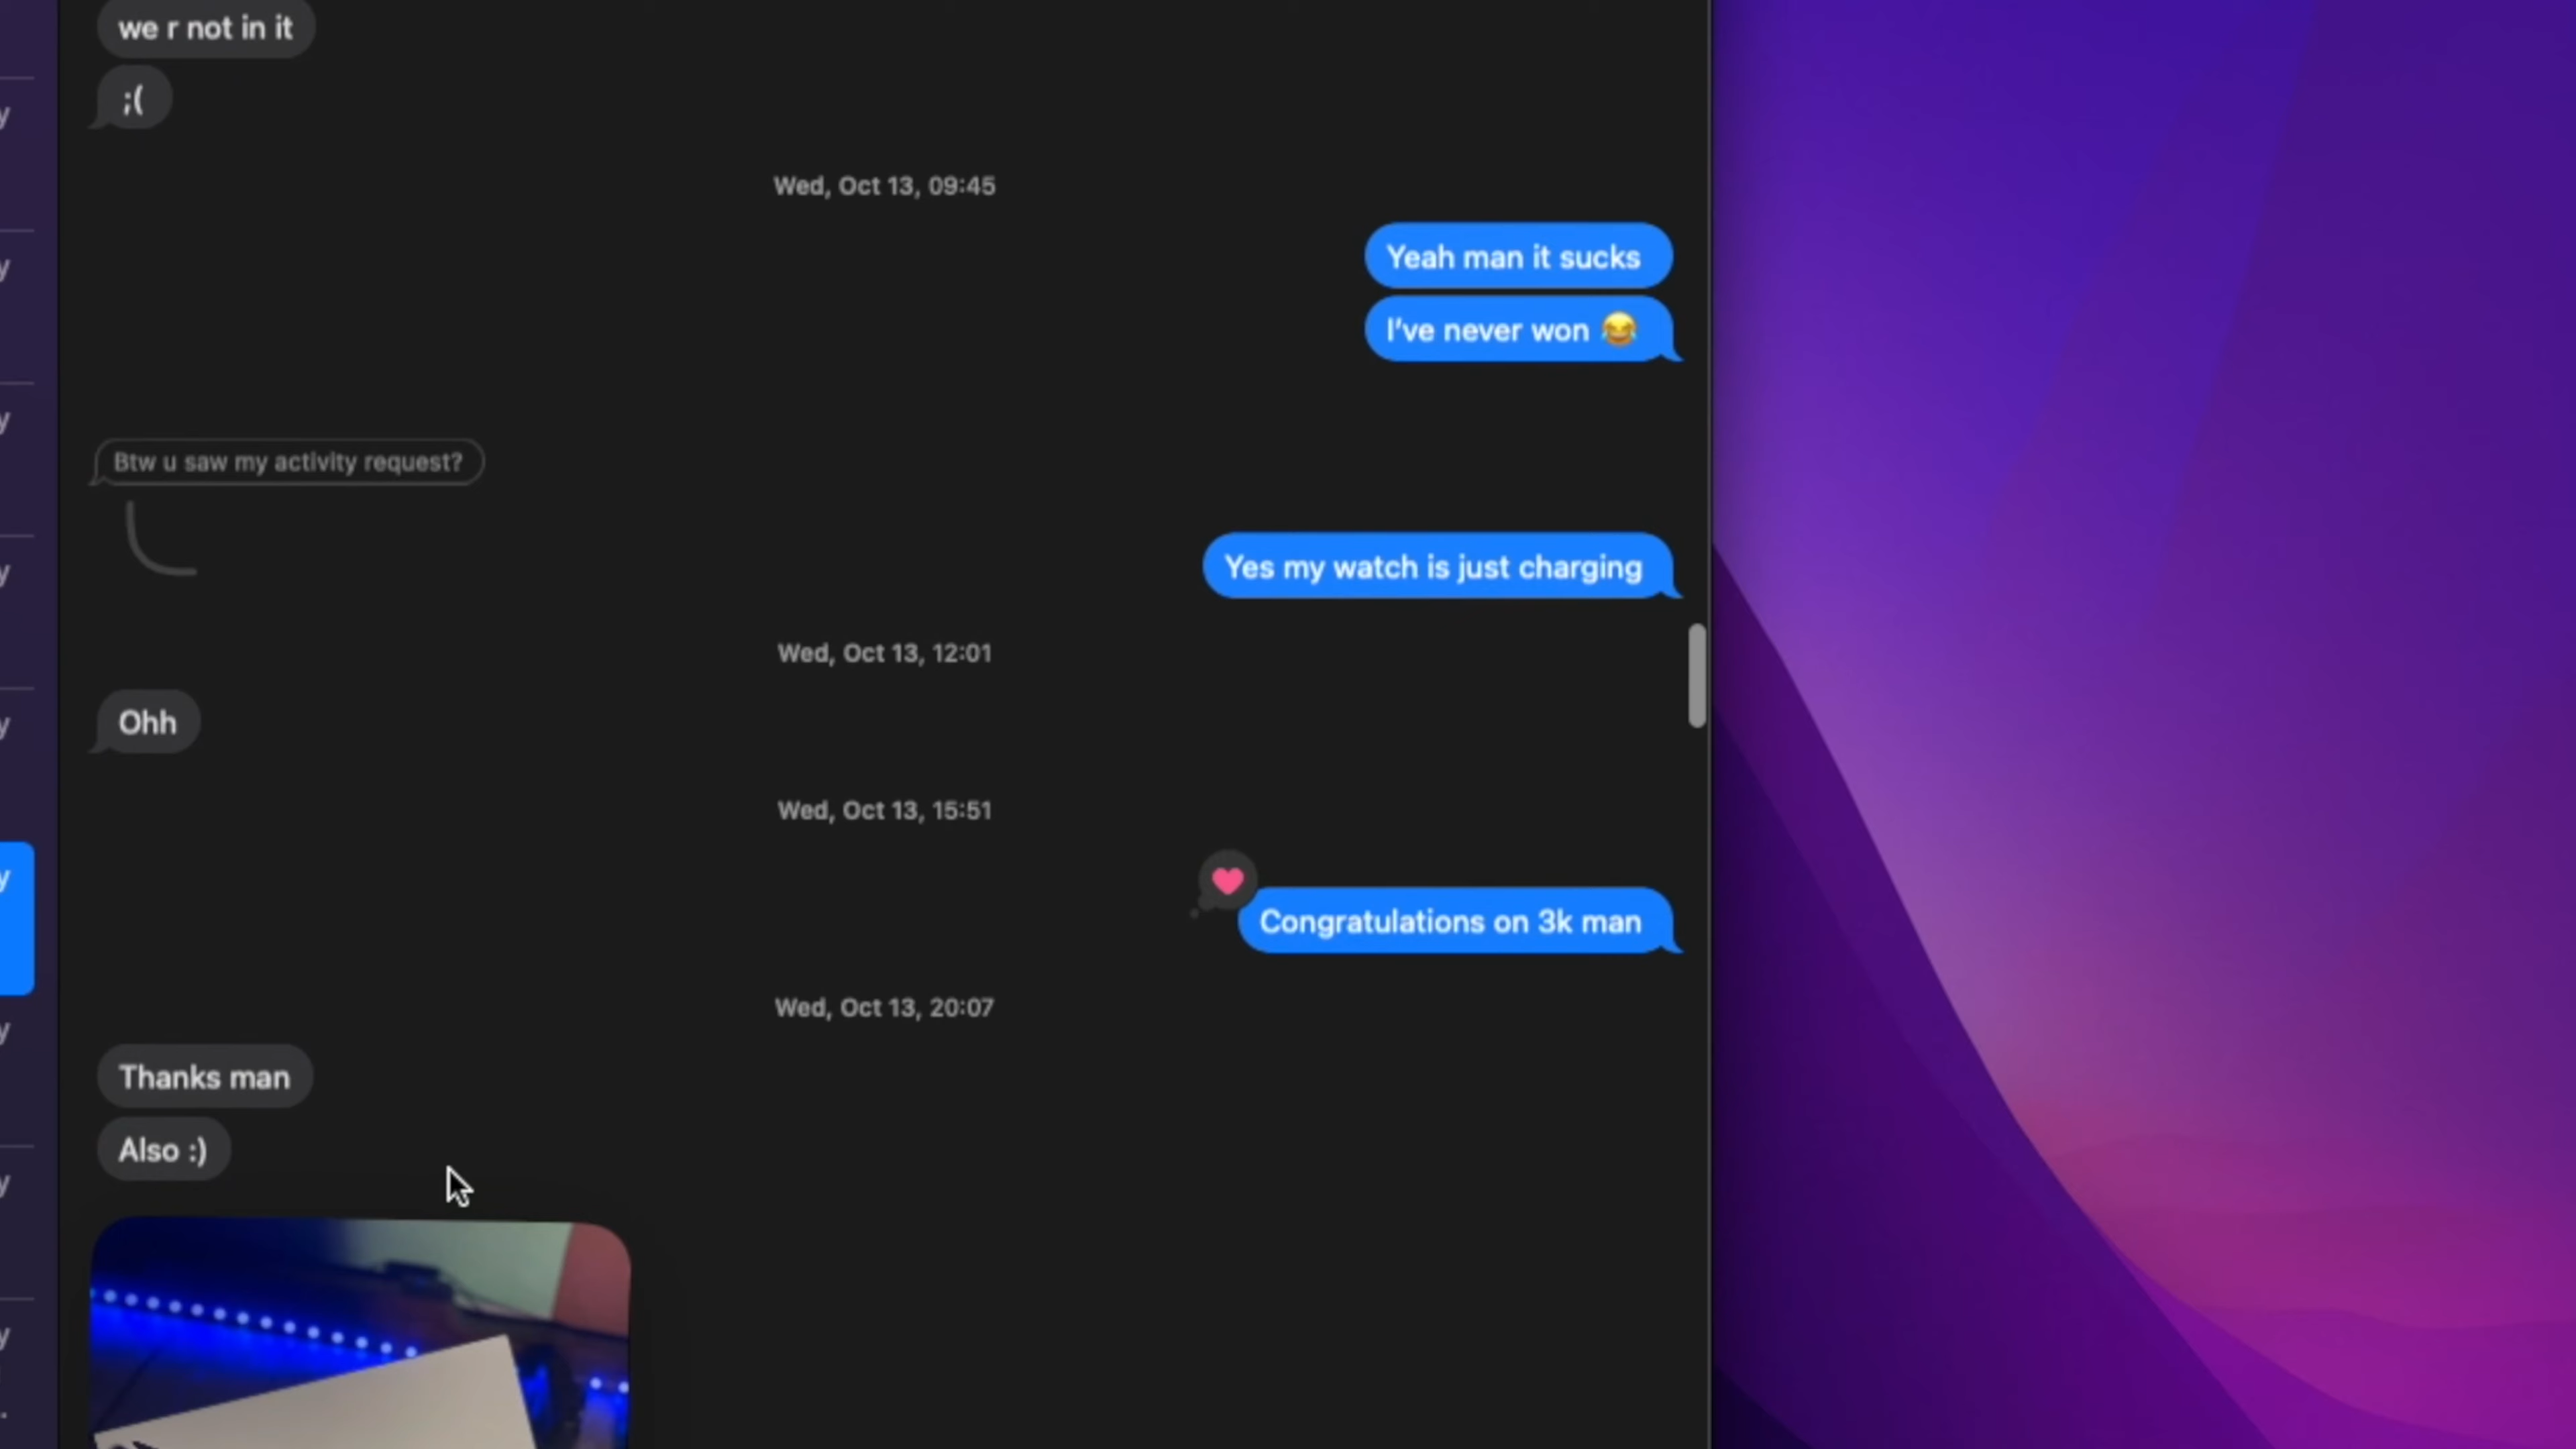 we r not in it
;(
Wed, Oct 13, 09:45
Yeah man it sucks
I've never won 😂
Btw u saw my activity request?
Yes my watch is just charging
Wed, Oct 13, 12:01
Ohh
Wed, Oct 13, 15:51
Congratulations on 3k man
Wed, Oct 13, 20:07
Thanks man
Also :)